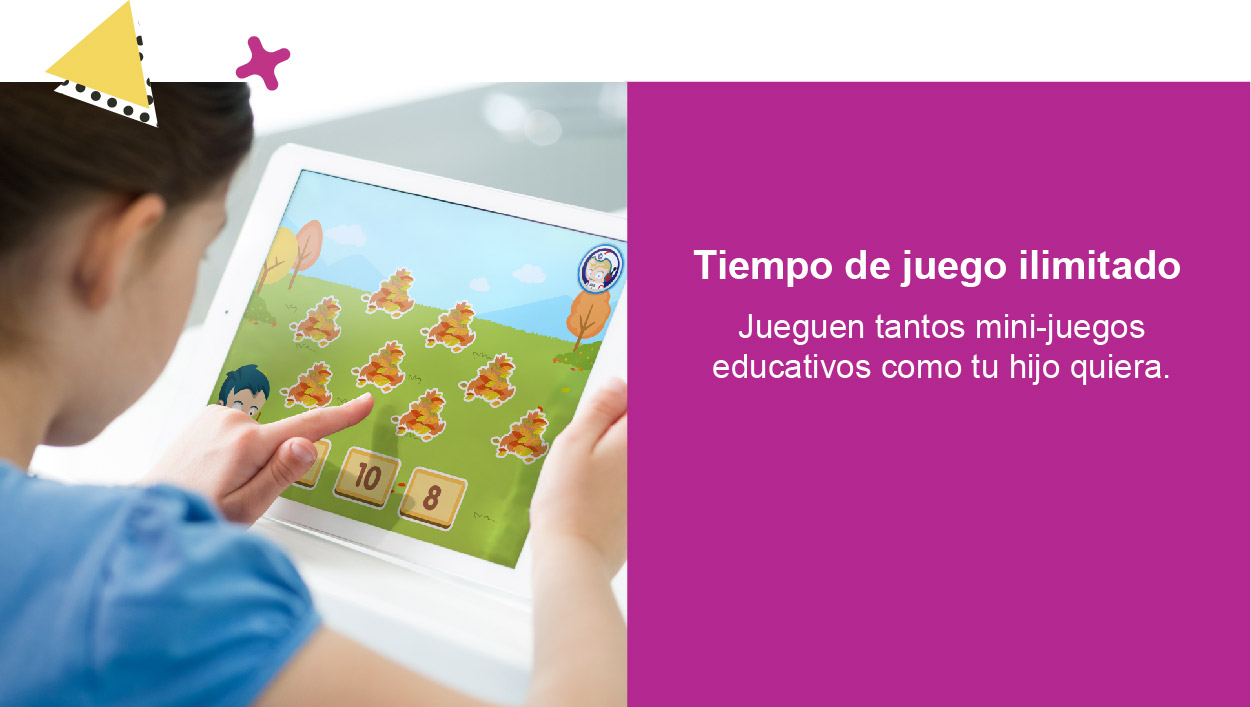 Tiempo de juego ilimitado
Jueguen tantos mini-juegos
educativos como tu hijo quiera.
10
8